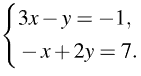 3x − y = −1,
− x + 2y = 7.